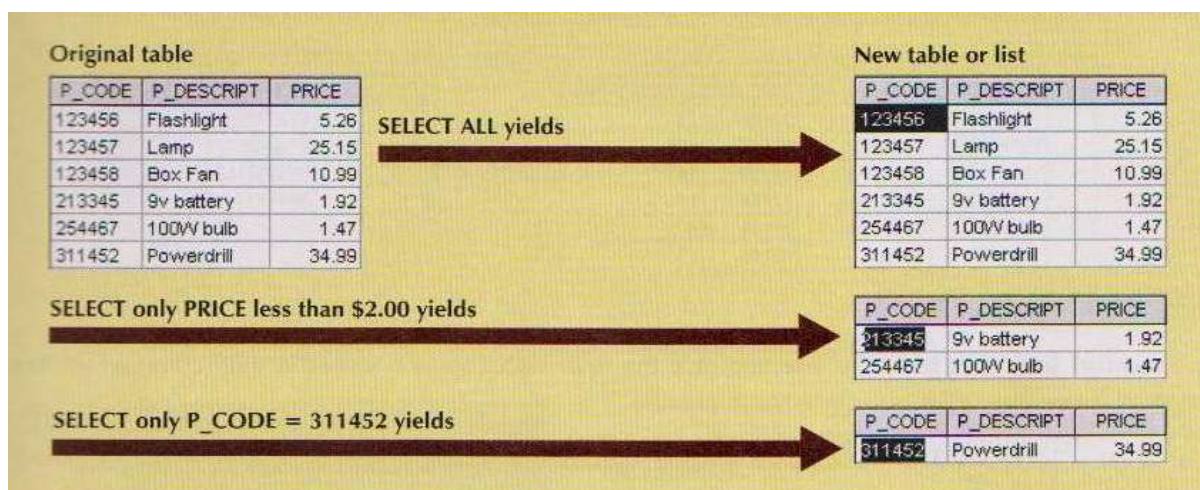 Original table
P_CODE P_DESCRIPT PRICE
123456 Flashlight 5.26
123457 Lamp 25.15
123458 Box Fan 10.99
213345 9v battery 1.92
254467 100W bulb 1.47
311452 Powerdrill 34.99
SELECT ALL yields
New table or list
P_CODE P_DESCRIPT PRICE
123456 Flashlight 5.26
123457 Lamp 25.15
123458 Box Fan 10.99
213345 9v battery 1.92
254467 100W bulb 1.47
311452 Powerdrill 34.99
SELECT only PRICE less than $2.00 yields
P_CODE P_DESCRIPT PRICE
213345 9v battery 1.92
254467 100W bulb 1.47
SELECT only P_CODE = 311452 yields
P_CODE P_DESCRIPT PRICE
311452 Powerdrill 34.99